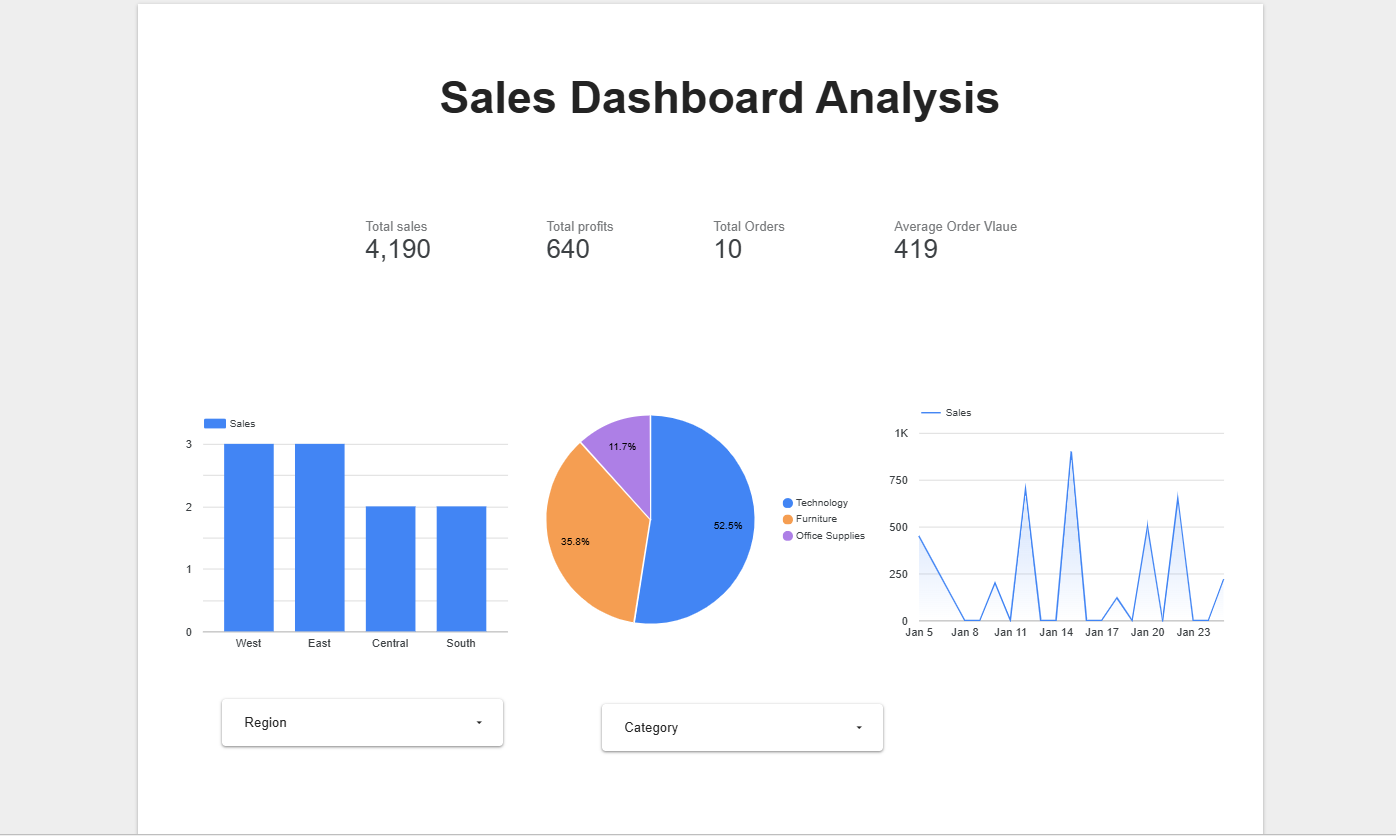 Sales Dashboard Analysis
Total sales
4,190
Total profits
640
Total Orders
10
Average Order Vlaue
419
Sales
3
2
1
0
West East Central South
11.7%
52.5%
35.8%
Technology
Furniture
Office Supplies
Sales
1K
750
500
250
0
Jan 5 Jan 8 Jan 11 Jan 14 Jan 17 Jan 20 Jan 23
Region
Category